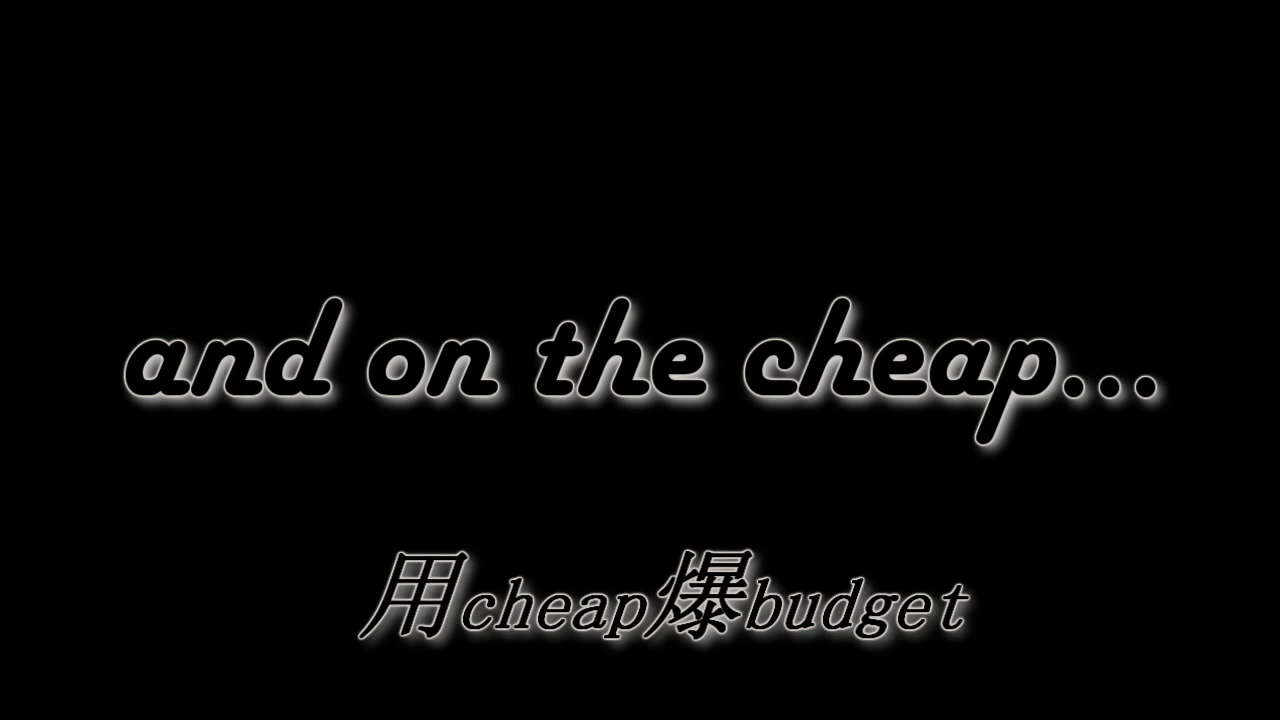 and on the cheap...
用cheap爆budget